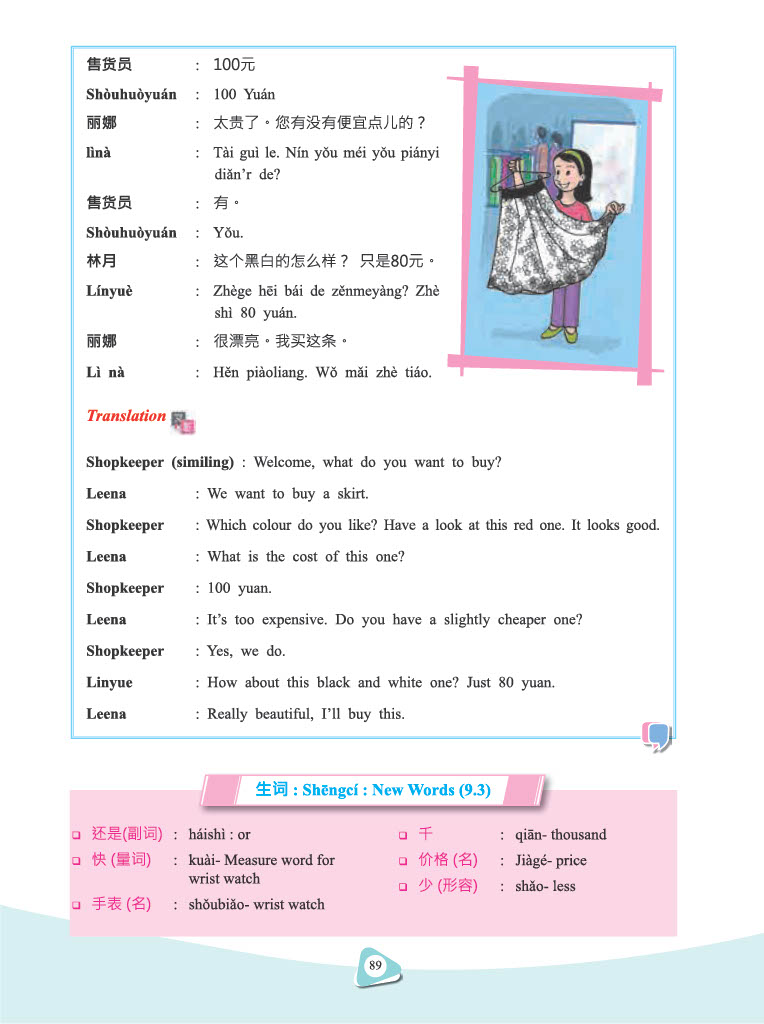 售货员 : 100元
Shòuhuòyuán : 100 Yuán
丽娜 : 太贵了。您有没有便宜点儿的？
lìnà : Tài guì le. Nín yǒu méi yǒu piányi
diǎn’r de?
售货员 : 有。
Shòuhuòyuán : Yǒu.
林月 : 这个黑白的怎么样？ 只是80元。
Línyuè : Zhège hēi bái de zěnmeyàng? Zhè
shì 80 yuán.
丽娜 : 很漂亮。我买这条。
Lì nà : Hěn piàoliang. Wǒ mǎi zhè tiáo.
Translation
Shopkeeper (similing) : Welcome, what do you want to buy?
Leena : We want to buy a skirt.
Shopkeeper : Which colour do you like? Have a look at this red one. It looks good.
Leena : What is the cost of this one?
Shopkeeper : 100 yuan.
Leena : It’s too expensive. Do you have a slightly cheaper one?
Shopkeeper : Yes, we do.
Linyue : How about this black and white one? Just 80 yuan.
Leena : Really beautiful, I’ll buy this.
生词 : Shēngcí : New Words (9.3)
还是(副词) : háishì : or
快 (量词) : kuài- Measure word for
wrist watch
手表 (名) : shǒubiǎo- wrist watch
千 : qiān- thousand
价格 (名) : Jiàgé- price
少 (形容) : shǎo- less
89